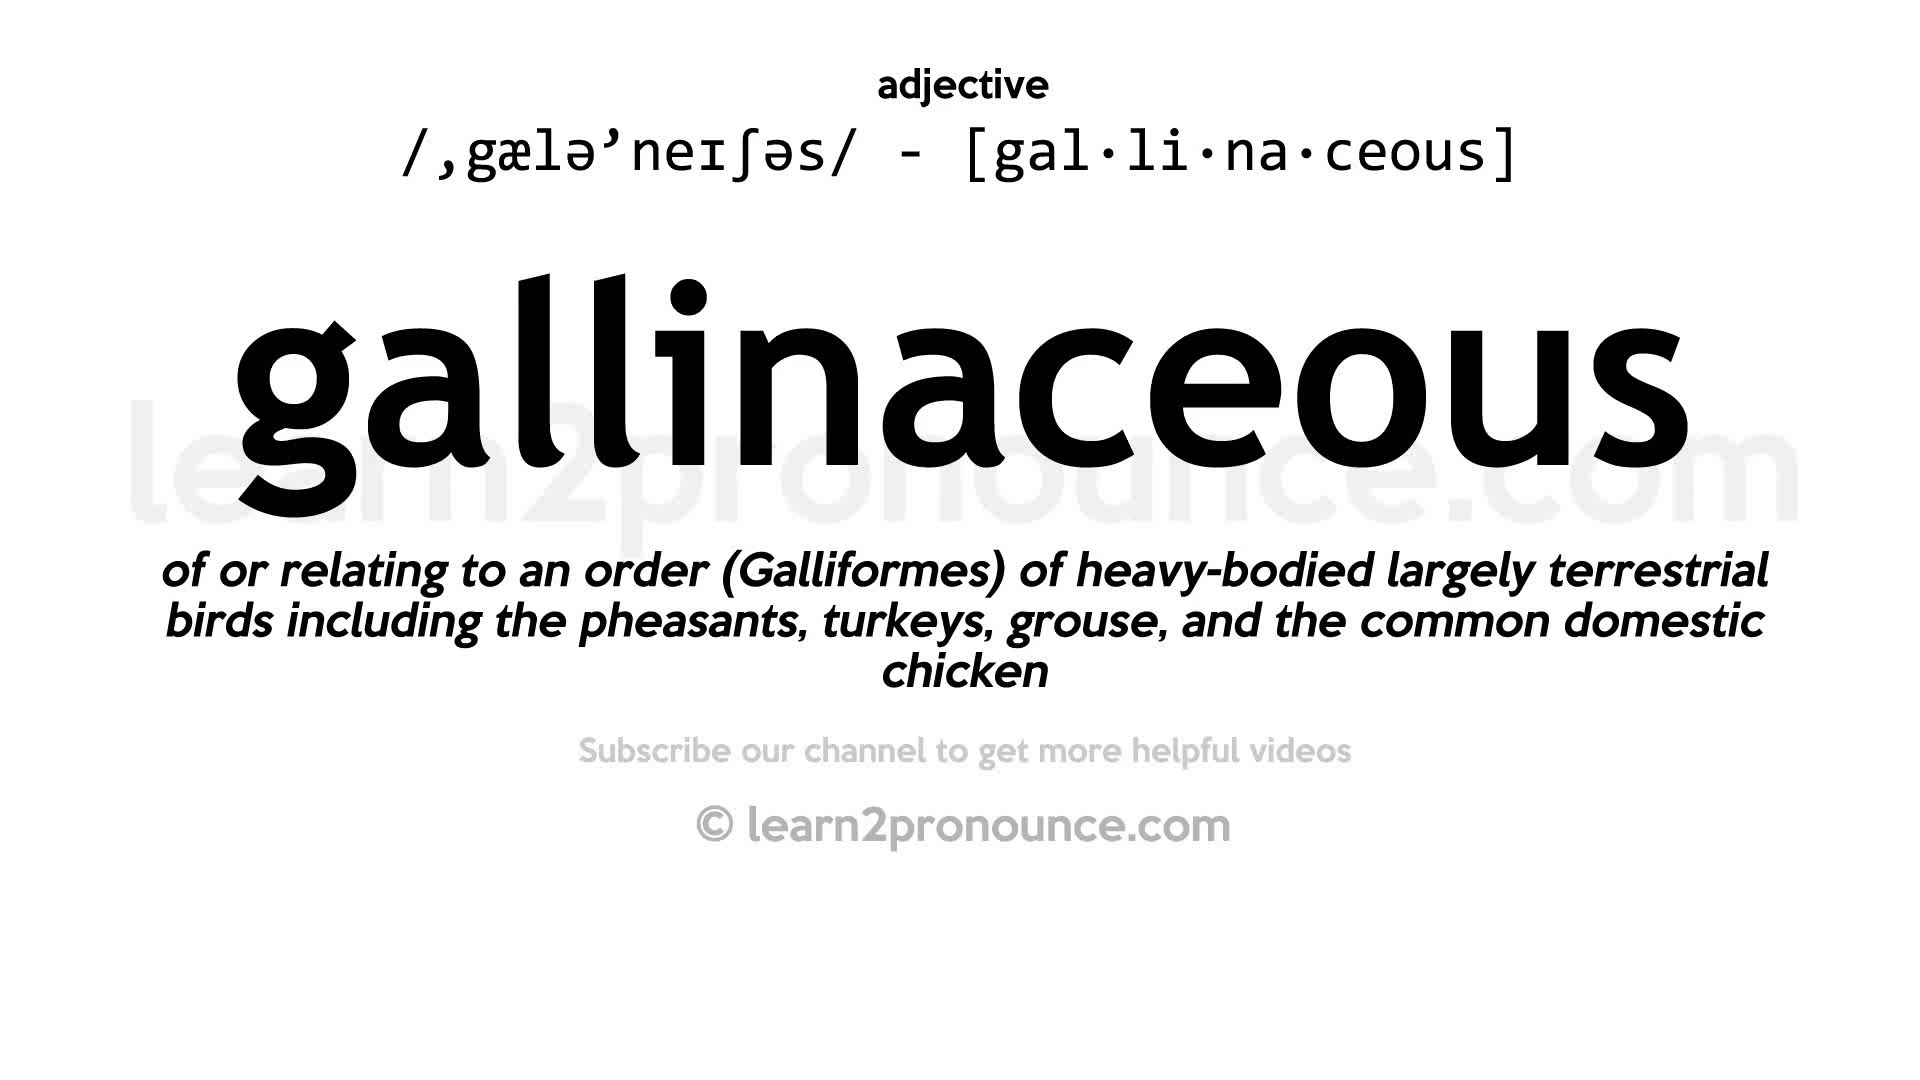 adjective
/,gælə’neɪʃəs/ - [gal·li·na·ceous]
gallinaceous
learn2pronounce.com
of or relating to an order (Galliformes) of heavy-bodied largely terrestrial
birds including the pheasants, turkeys, grouse, and the common domestic
chicken
Subscribe our channel to get more helpful videos
© learn2pronounce.com